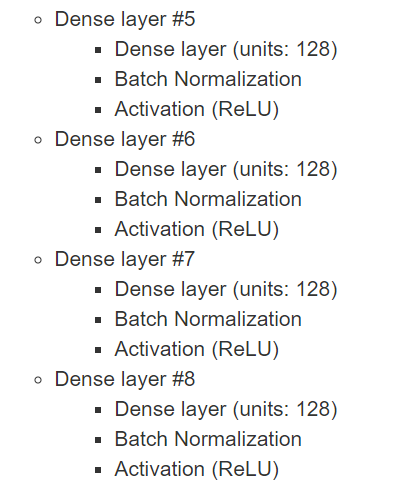 Dense layer #5
Dense layer (units: 128)
Batch Normalization
Activation (ReLU)
Dense layer #6
Dense layer (units: 128)
Batch Normalization
Activation (ReLU)
Dense layer #7
Dense layer (units: 128)
Batch Normalization
Activation (ReLU)
Dense layer #8
Dense layer (units: 128)
Batch Normalization
Activation (ReLU)